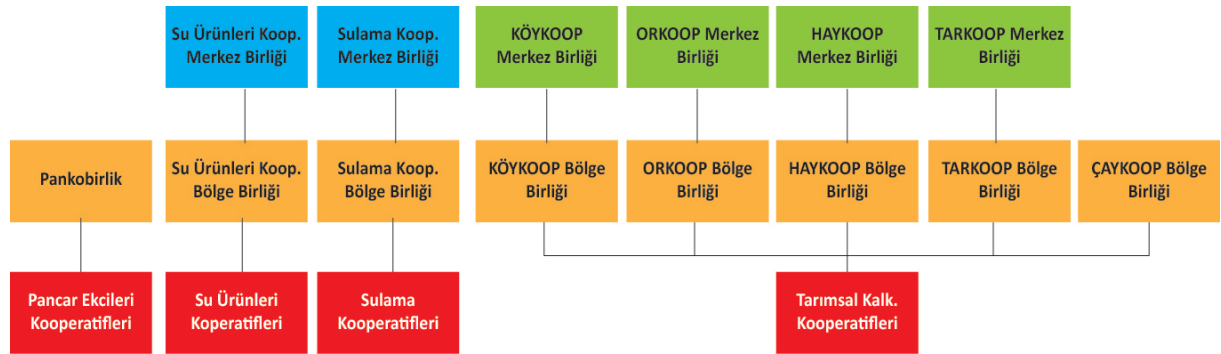 Su Ürünleri Koop.
Merkez Birliği
Sulama Koop.
Merkez Birliği
KÖYKOOP
Merkez Birliği
ORKOOP Merkez
Birliği
HAYKOOP
Merkez Birliği
TARKOOP Merkez
Birliği
Pankobirlik
Su Ürünleri Koop.
Bölge Birliği
Sulama Koop.
Bölge Birliği
KÖYKOOP Bölge
Birliği
ORKOOP Bölge
Birliği
HAYKOOP Bölge
Birliği
TARKOOP Bölge
Birliği
ÇAYKOOP Bölge
Birliği
Pancar Ekcileri
Kooperatifleri
Su Ürünleri
Koperatifleri
Sulama
Kooperatifleri
Tarımsal Kalk.
Kooperatifleri